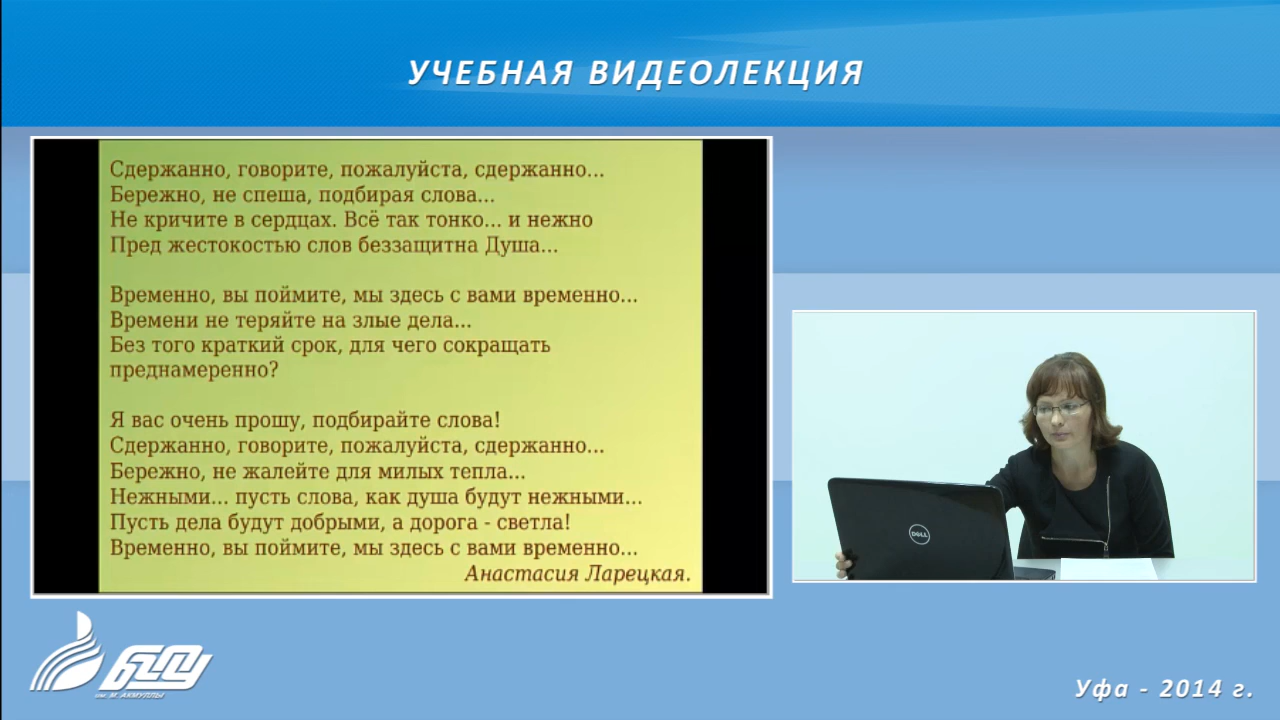 УЧЕБНАЯ ВИДЕОЛЕКЦИЯ
Сдержанно, говорите, пожалуйста, сдержанно...
Бережно, не спеша, подбирая слова...
Не кричите в сердцах. Всё так тонко... и нежно
Пред жестокостью слов беззащитна Душа...
Временно, вы поймите, мы здесь с вами временно...
Времени не теряйте на злые дела...
Без того краткий срок, для чего сокращать
преднамеренно?
Я вас очень прошу, подбирайте слова!
Сдержанно, говорите, пожалуйста, сдержанно...
Бережно, не жалейте для милых тепла...
Нежными... пусть слова, как душа будут нежными...
Пусть дела будут добрыми, а дорога - светла!
Временно, вы поймите, мы здесь с вами временно...
Анастасия Ларецкая.
DELL
БГПУ
им. М. АКМУЛЛЫ
Уфа - 2014 г.